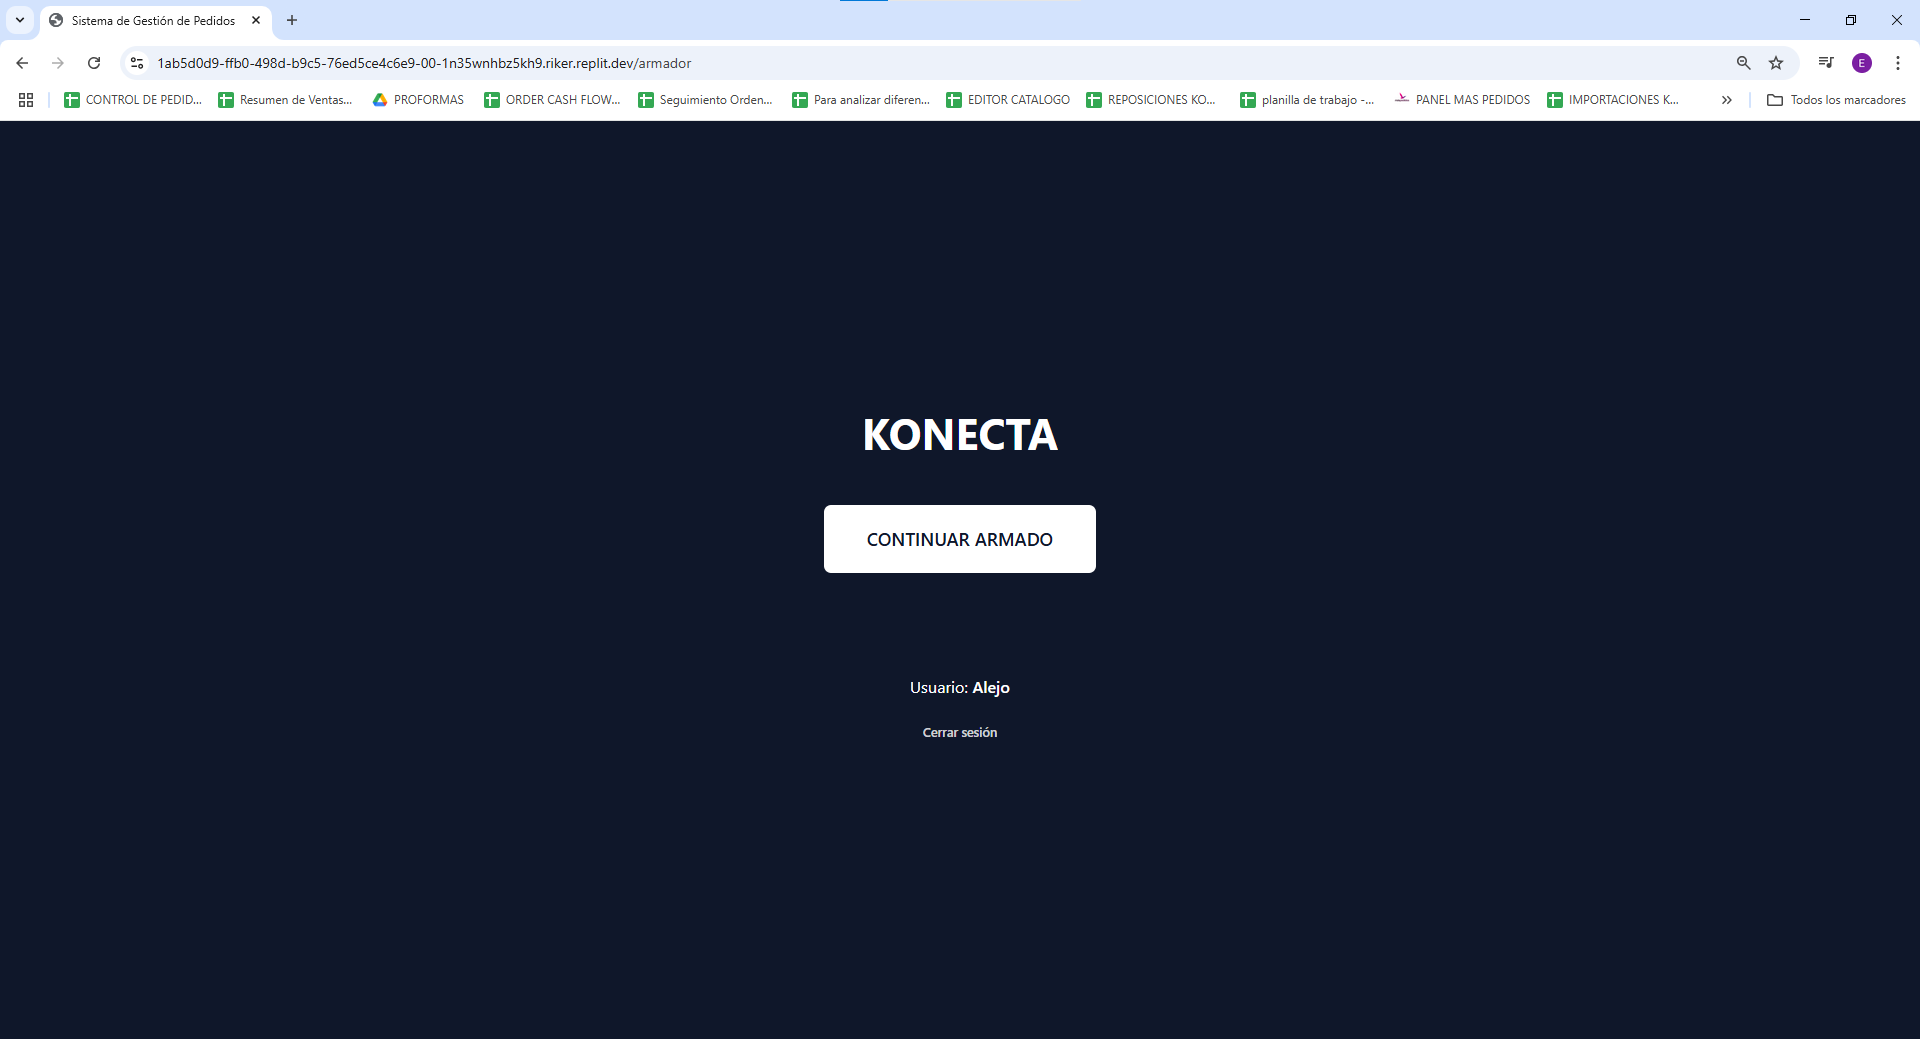 Sistema de Gestión de Pedidos
1ab5d0d9-ffb0-498d-b9c5-76ed5ce4c6e9-00-1n35wnhbz5kh9.riker.replit.dev/armador
E
CONTROL DE PEDID...
Resumen de Ventas...
PROFORMAS
ORDER CASH FLOW...
Seguimiento Orden...
Para analizar diferen...
EDITOR CATALOGO
REPOSICIONES KO...
planilla de trabajo -...
PANEL MAS PEDIDOS
IMPORTACIONES K...
Todos los marcadores
KONECTA
CONTINUAR ARMADO
Usuario: Alejo
Cerrar sesión